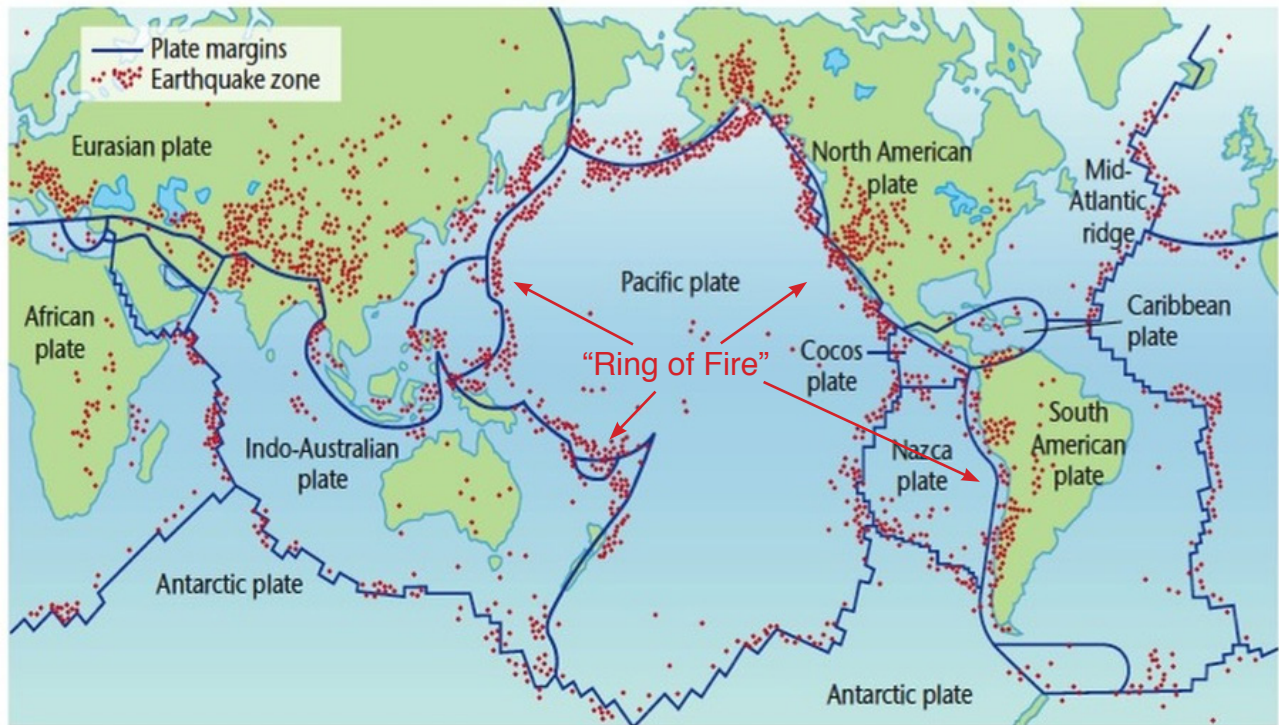 Plate margins
Earthquake zone
Eurasian plate
North American
plate
Mid-
Atlantic
ridge
Pacific plate
African
plate
Caribbean
plate
"Ring of Fire"
Cocos
plate
Indo-Australian
plate
Nazca
plate
South
American
plate
Antarctic plate
Antarctic plate